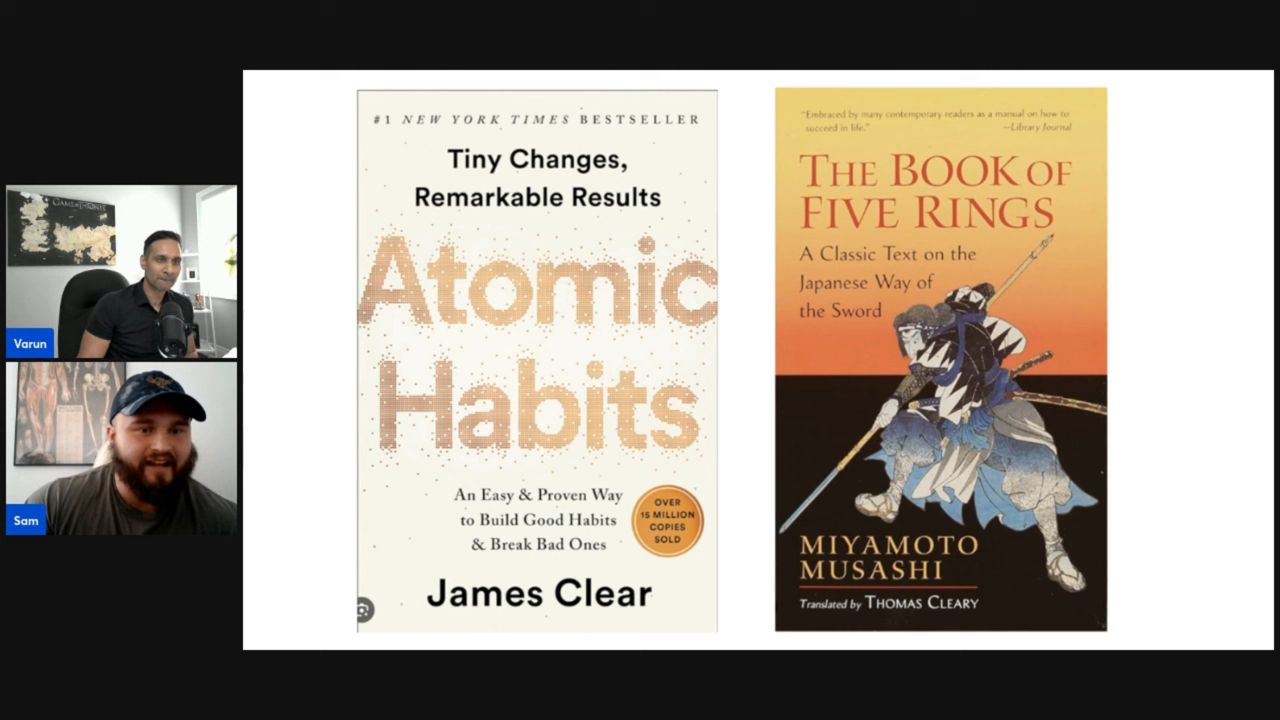 GAME OF THRONES
Varun
Sam
#1 NEW YORK TIMES BESTSELLER
Tiny Changes,
Remarkable Results
Atomic
Habits
An Easy & Proven Way
to Build Good Habits
& Break Bad Ones
OVER
15 MILLION
COPIES
SOLD
James Clear
"Embraced by many contemporary readers as a manual on how to
succeed in life."
—Library Journal
THE BOOK OF
FIVE RINGS
A Classic Text on the
Japanese Way of
the Sword
MIYAMOTO
MUSASHI
Translated by THOMAS CLEARY